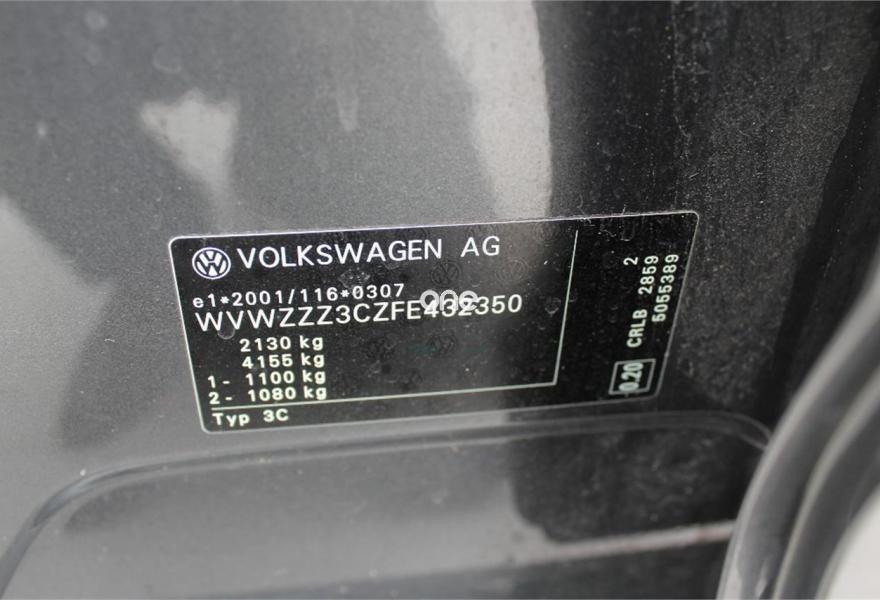 VOLKSWAGEN AG
e1*2001/116*0307
WVWZZZ3CZFE432350
2130 kg
4155 kg
1- 1100 kg
2- 1080 kg
Typ 3C
2
CRLB 2859
5055389
0.20
one